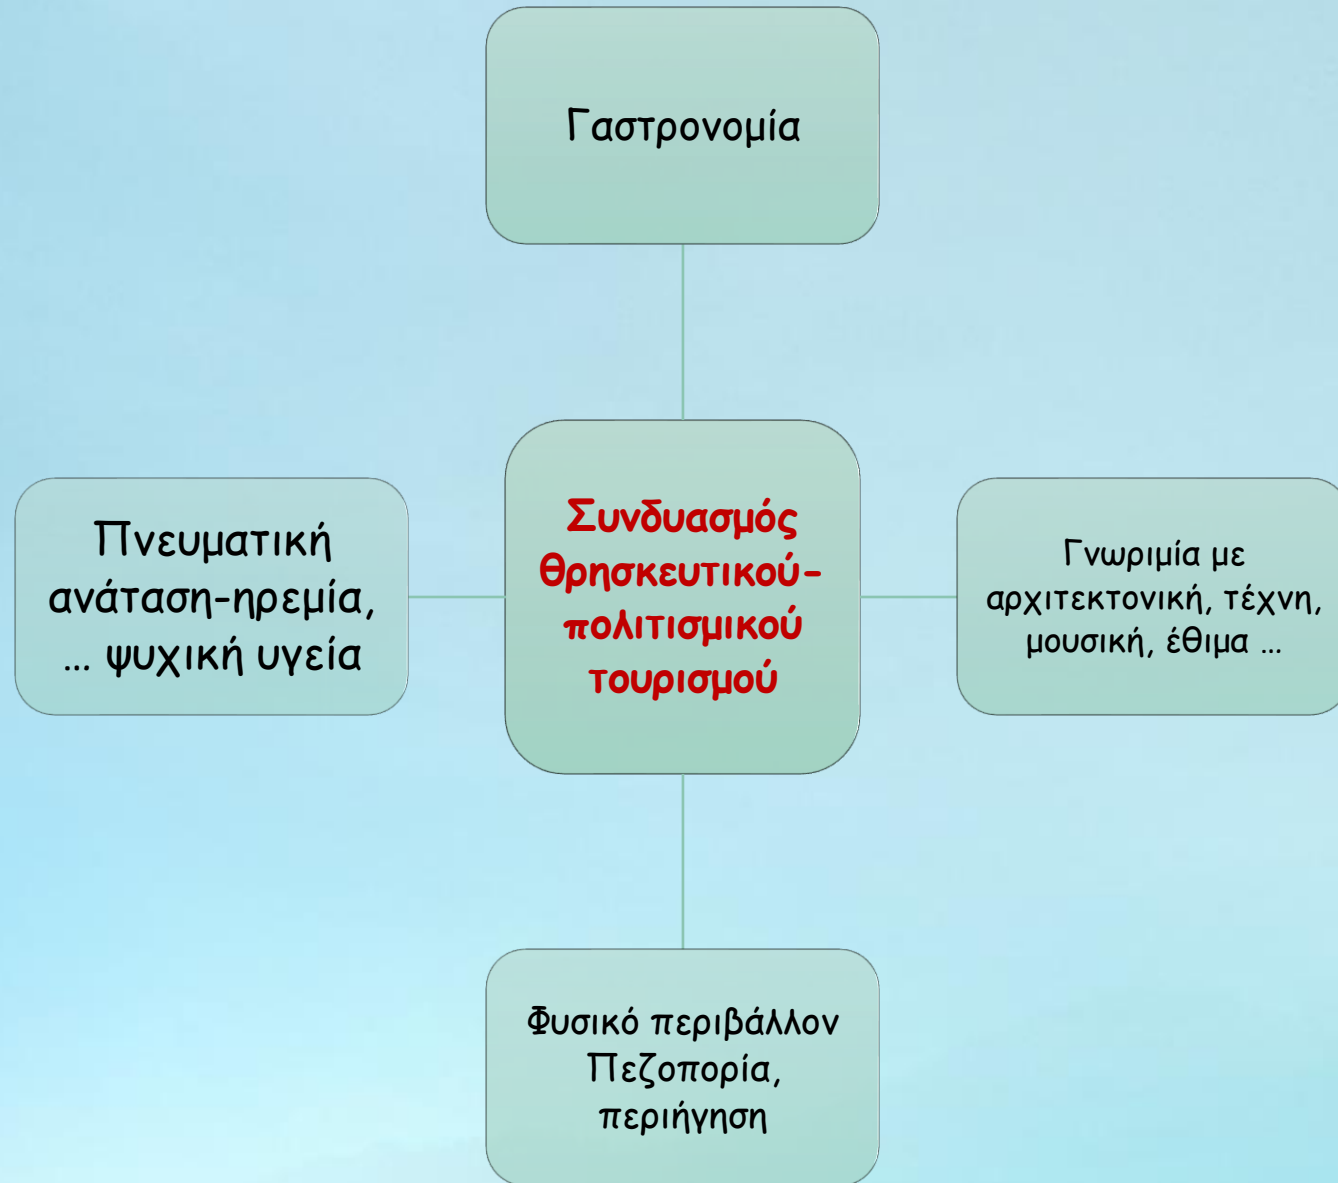 Γαστρονομία
Πνευματική
ανάταση-ηρεμία,
... ψυχική υγεία
Συνδυασμός
θρησκευτικού-
πολιτισμικού
τουρισμού
Γνωριμία με
αρχιτεκτονική, τέχνη,
μουσική, έθιμα ...
Φυσικό περιβάλλον
Πεζοπορία,
περιήγηση